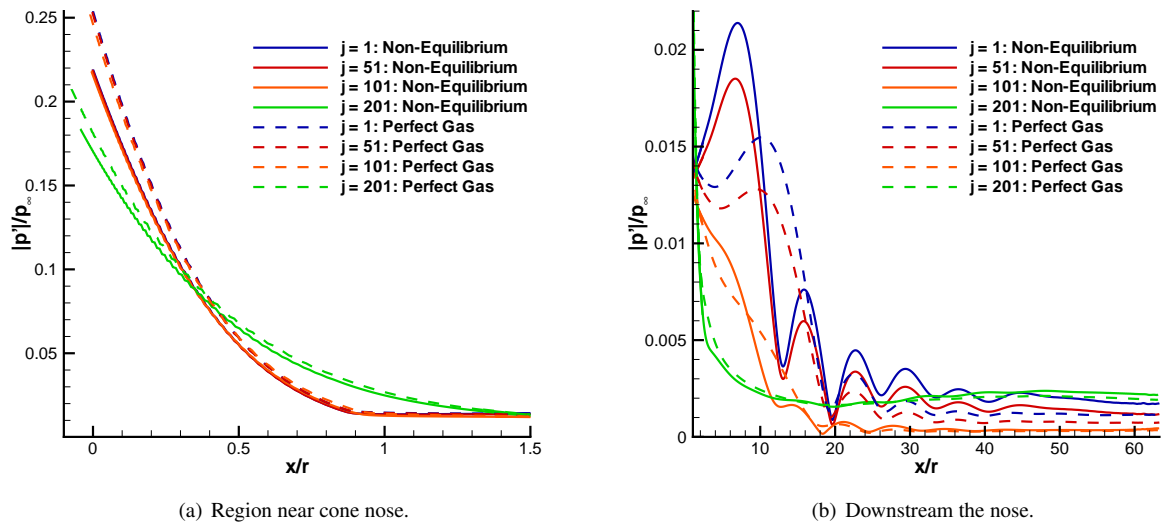 |p'|/p∞
0.25
0.2
0.15
0.1
0.05
0
0.5
1
1.5
x/r
j = 1: Non-Equilibrium
j = 51: Non-Equilibrium
j = 101: Non-Equilibrium
j = 201: Non-Equilibrium
j = 1: Perfect Gas
j = 51: Perfect Gas
j = 101: Perfect Gas
j = 201: Perfect Gas
(a) Region near cone nose.
|p'|/p∞
0.02
0.015
0.01
0.005
0
10
20
30
40
50
60
x/r
j = 1: Non-Equilibrium
j = 51: Non-Equilibrium
j = 101: Non-Equilibrium
j = 201: Non-Equilibrium
j = 1: Perfect Gas
j = 51: Perfect Gas
j = 101: Perfect Gas
j = 201: Perfect Gas
(b) Downstream the nose.